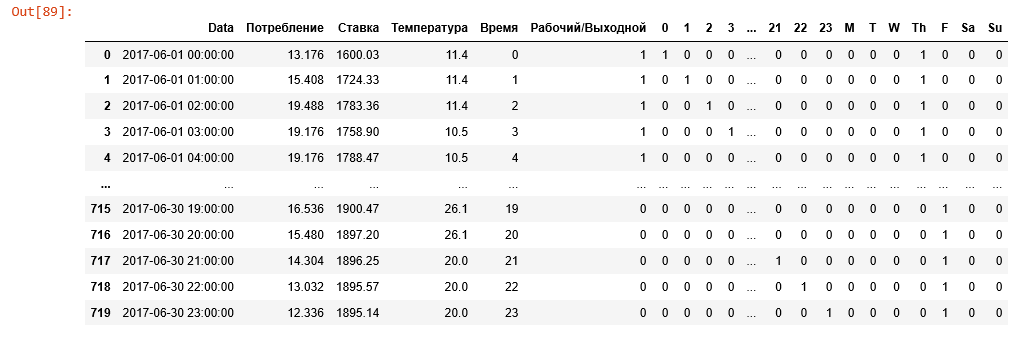 Out[89]:
Data Потребление Ставка Температура Время Рабочий/Выходной 0 1 2 3 ... 21 22 23 M T W Th F Sa Su
0 2017-06-01 00:00:00 13.176 1600.03 11.4 0 1 1 0 0 0 ... 0 0 0 0 0 0 1 0 0 0
1 2017-06-01 01:00:00 15.408 1724.33 11.4 1 1 0 1 0 0 ... 0 0 0 0 0 0 1 0 0 0
2 2017-06-01 02:00:00 19.488 1783.36 11.4 2 1 0 0 1 0 ... 0 0 0 0 0 0 1 0 0 0
3 2017-06-01 03:00:00 19.176 1758.90 10.5 3 1 0 0 0 1 ... 0 0 0 0 0 0 1 0 0 0
4 2017-06-01 04:00:00 19.176 1788.47 10.5 4 1 0 0 0 0 ... 0 0 0 0 0 0 1 0 0 0
... ... ... ... ... ... ... ... ... ... ... ... ... ... ... ... ... ... ... ... ... ...
715 2017-06-30 19:00:00 16.536 1900.47 26.1 19 0 0 0 0 0 ... 0 0 0 0 0 0 0 1 0 0
716 2017-06-30 20:00:00 15.480 1897.20 26.1 20 0 0 0 0 0 ... 0 0 0 0 0 0 0 1 0 0
717 2017-06-30 21:00:00 14.304 1896.25 20.0 21 0 0 0 0 0 ... 1 0 0 0 0 0 0 1 0 0
718 2017-06-30 22:00:00 13.032 1895.57 20.0 22 0 0 0 0 0 ... 0 1 0 0 0 0 0 1 0 0
719 2017-06-30 23:00:00 12.336 1895.14 20.0 23 0 0 0 0 0 ... 0 0 1 0 0 0 0 1 0 0